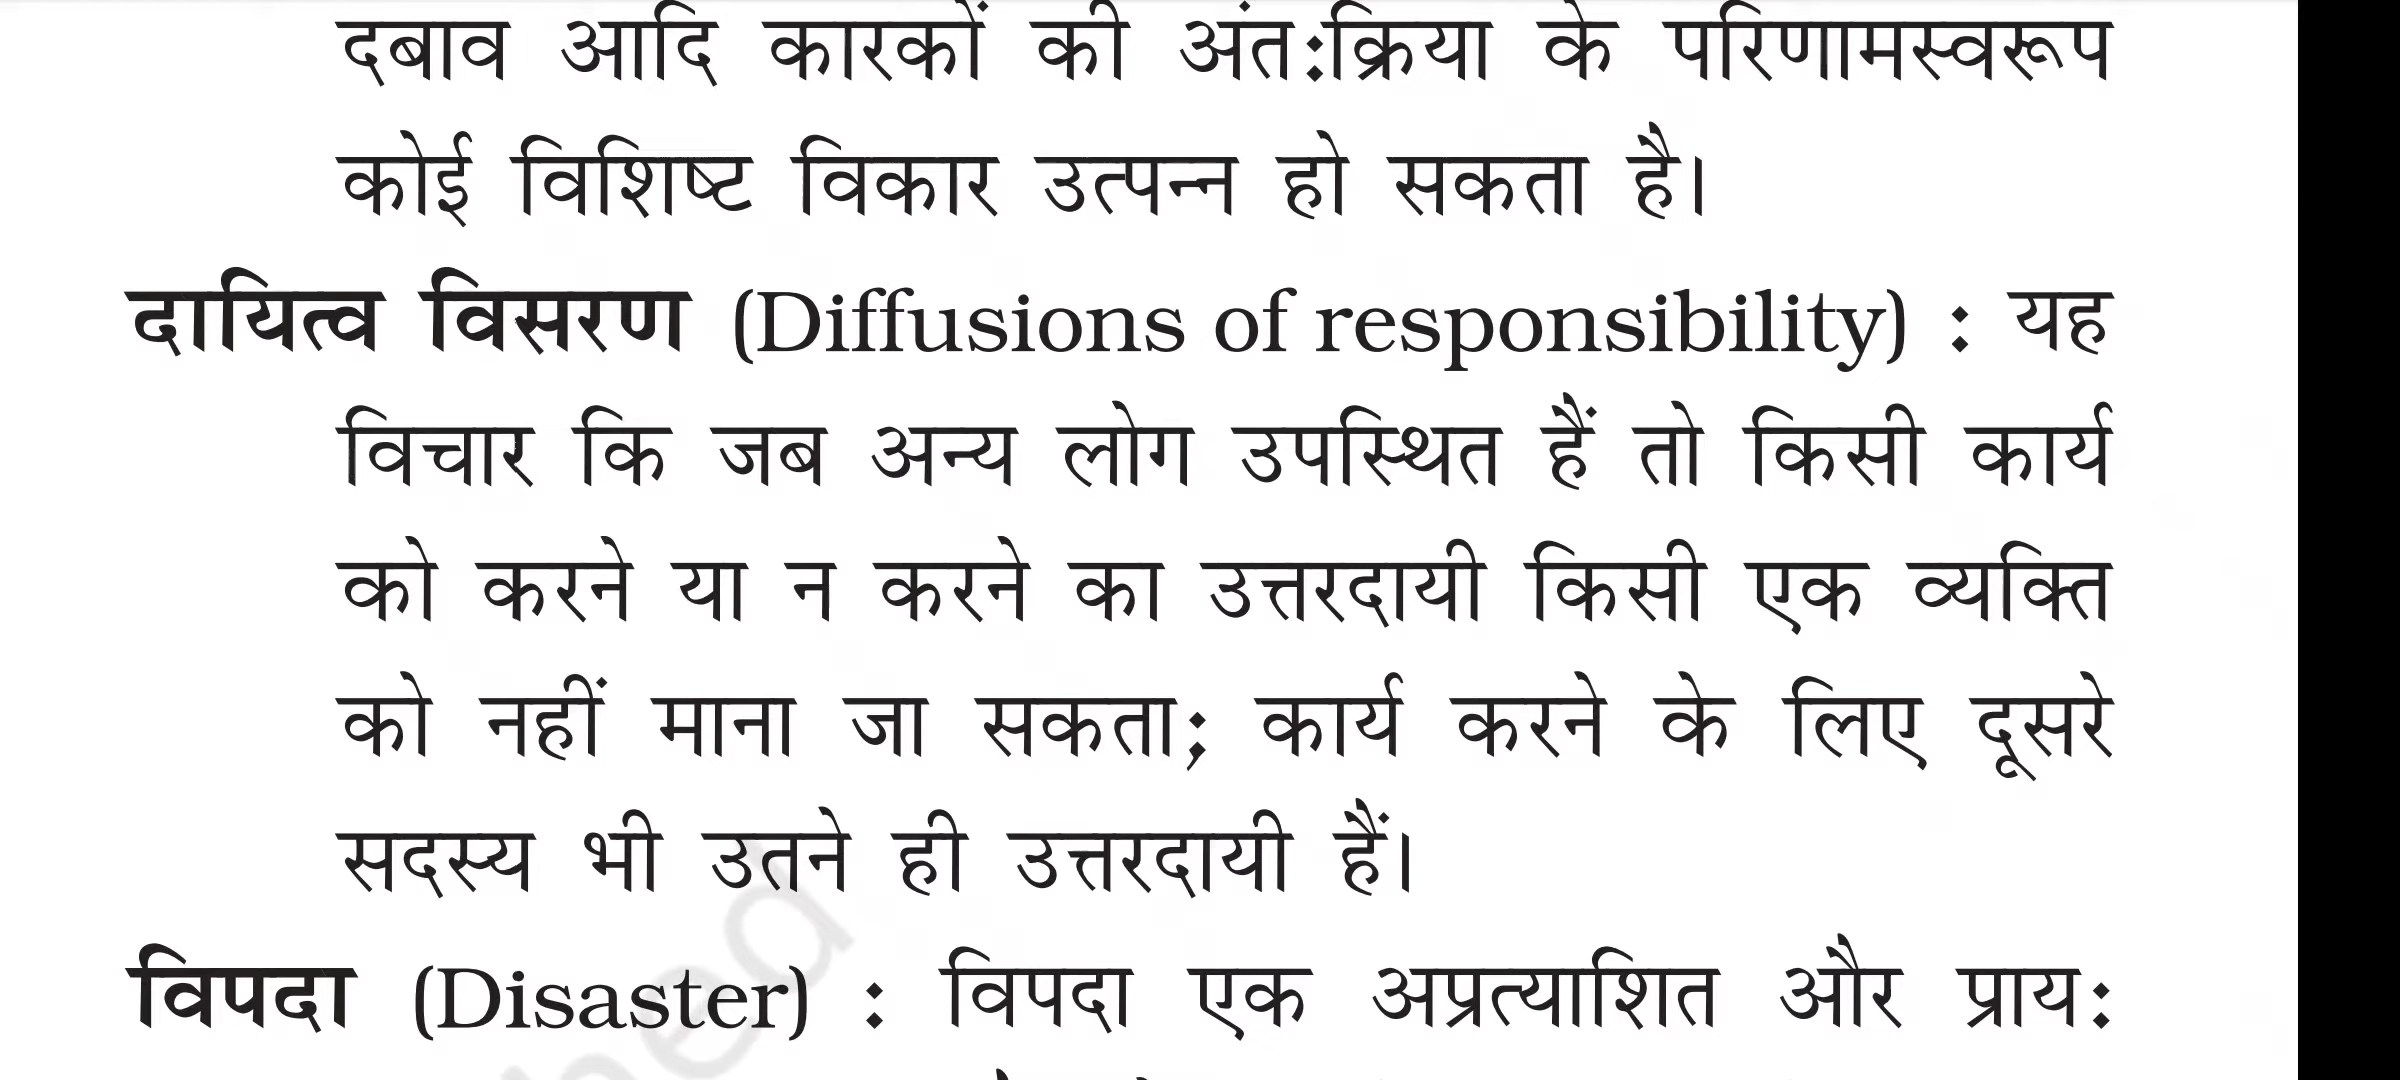 दबाव आदि कारकों की अंत:क्रिया के परिणामस्वरूप
कोई विशिष्ट विकार उत्पन्न हो सकता है।
दायित्व विसरण (Diffusions of responsibility) : यह
विचार कि जब अन्य लोग उपस्थित हैं तो किसी कार्य
को करने या न करने का उत्तरदायी किसी एक व्यक्ति
को नहीं माना जा सकता; कार्य करने के लिए दूसरे
सदस्य भी उतने ही उत्तरदायी हैं।
विपदा (Disaster) : विपदा एक अप्रत्याशित और प्राय: